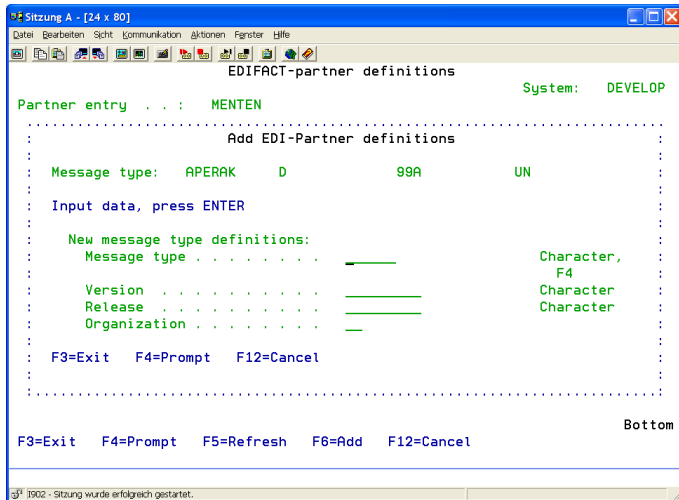 Sitzung A - [24 x 80]
Datei Bearbeiten Sicht Kommunikation Aktionen Fenster Hilfe
EDIFACT-partner definitions
System: DEVELOP
Partner entry . . : MENTEN
Add EDI-Partner definitions
Message type: APERAK D 99A UN
Input data, press ENTER
New message type definitions:
Message type . . . . . . . . Character,
F4
Version . . . . . . . . . . Character
Release . . . . . . . . . . Character
Organization . . . . . . . .
F3=Exit F4=Prompt F12=Cancel
Bottom
F3=Exit F4=Prompt F5=Refresh F6=Add F12=Cancel
I902 - Sitzung wurde erfolgreich gestartet.